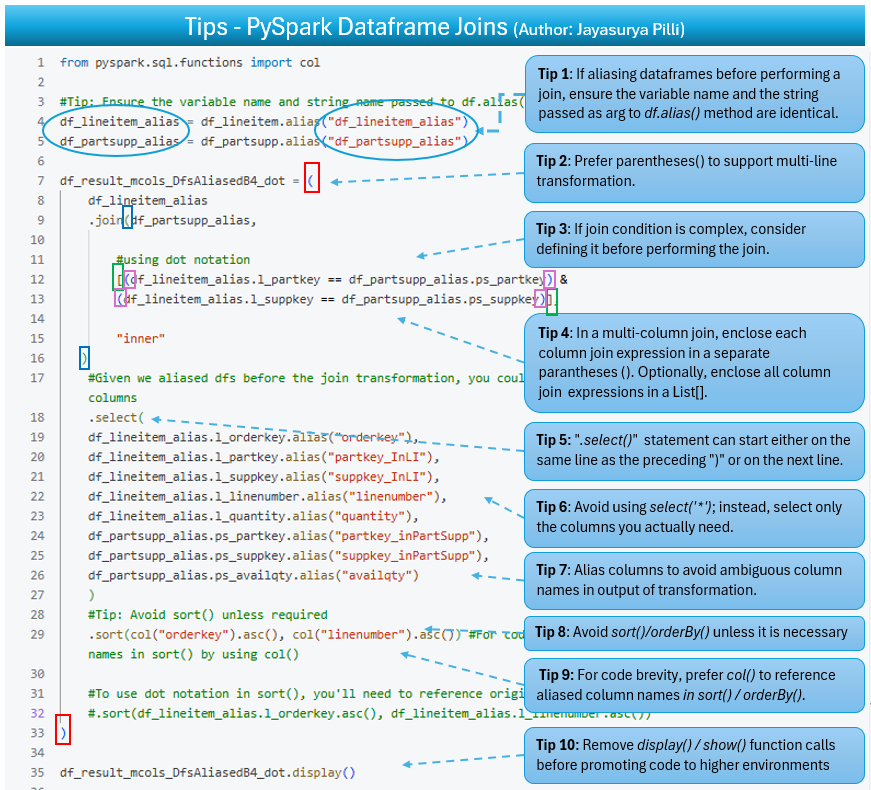 Tips - PySpark Dataframe Joins (Author: Jayasurya Pilli)
1 from pyspark.sql.functions import col
2
3 #Tip: Ensure the variable name and string name passed to df.alias(
4 df_lineitem_alias = df_lineitem.alias("df_lineitem_alias")
5 df_partsupp_alias = df_partsupp.alias("df_partsupp_alias")
6
7 df_result_mcols_DfsAliasedB4_dot = (
8 df_lineitem_alias
9 .join(df_partsupp_alias,
10
11 #using dot notation
12 [(df_lineitem_alias.l_partkey == df_partsupp_alias.ps_partkey) &
13 (df_lineitem_alias.l_suppkey == df_partsupp_alias.ps_suppkey)],
14
15 "inner"
16 )
17 #Given we aliased dfs before the join transformation, you coul
columns
18 .select(
19 df_lineitem_alias.l_orderkey.alias("orderkey"),
20 df_lineitem_alias.l_partkey.alias("partkey_InLI"),
21 df_lineitem_alias.l_suppkey.alias("suppkey_InLI"),
22 df_lineitem_alias.l_linenumber.alias("linenumber"),
23 df_lineitem_alias.l_quantity.alias("quantity"),
24 df_partsupp_alias.ps_partkey.alias("partkey_inPartSupp"),
25 df_partsupp_alias.ps_suppkey.alias("suppkey_inPartSupp"),
26 df_partsupp_alias.ps_availqty.alias("availqty")
27 )
28 #Tip: Avoid sort() unless required
29 .sort(col("orderkey").asc(), col("linenumber").asc()) #For cod
names in sort() by using col()
30
31 #To use dot notation in sort(), you'll need to reference origi
32 #.sort(df_lineitem_alias.l_orderkey.asc(), df_lineitem_alias.l_linenumber.asc())
33 )
34
35 df_result_mcols_DfsAliasedB4_dot.display()
Tip 1: If aliasing dataframes before performing a
join, ensure the variable name and the string
passed as arg to df.alias() method are identical.
Tip 2: Prefer parentheses() to support multi-line
transformation.
Tip 3: If join condition is complex, consider
defining it before performing the join.
Tip 4: In a multi-column join, enclose each
column join expression in a separate
parantheses (). Optionally, enclose all column
join expressions in a List[].
Tip 5: ".select()" statement can start either on the
same line as the preceding ")" or on the next line.
Tip 6: Avoid using select('*'); instead, select only
the columns you actually need.
Tip 7: Alias columns to avoid ambiguous column
names in output of transformation.
Tip 8: Avoid sort()/orderBy() unless it is necessary
Tip 9: For code brevity, prefer col() to reference
aliased column names in sort() / orderBy().
Tip 10: Remove display() / show() function calls
before promoting code to higher environments